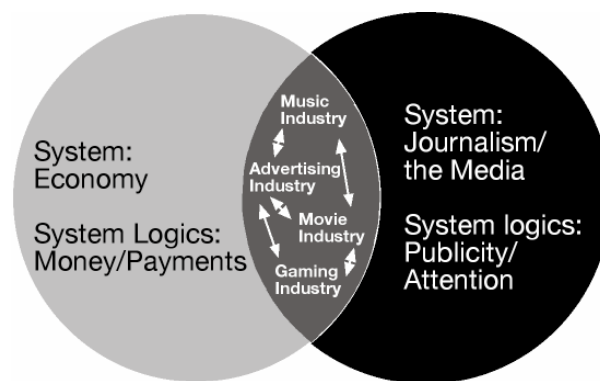 System:
Economy
System Logics:
Money/Payments
Music
Industry
Advertising
Industry
Movie
Industry
Gaming
Industry
System:
Journalism/
the Media
System logics:
Publicity/
Attention